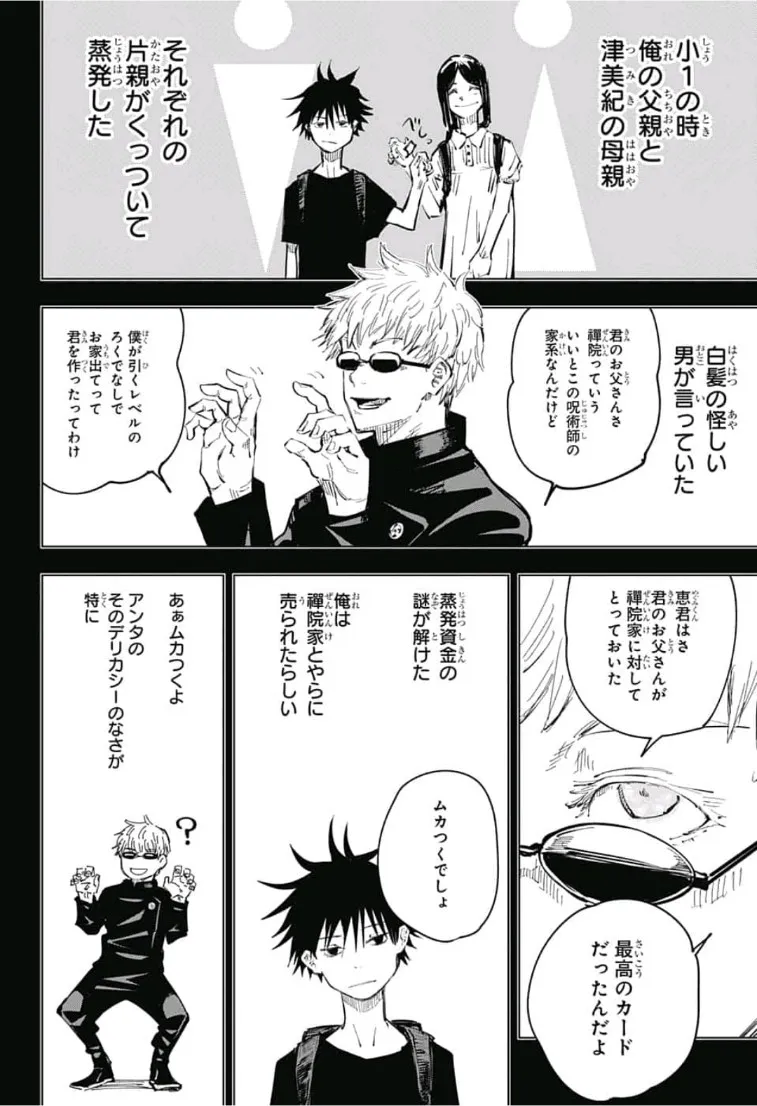 小1の時
俺の父親と
津美紀の母親
べとっ
それぞれの
片親がくっついて
蒸発した
白髪の怪しい
男が言っていた
君のお父さんさ
禪院っていう
いいとこの呪術師の
家系なんだけど
僕が引くレベルの
ろくでなしで
お家出てって
君を作ったってわけ
恵君はさ
君のお父さんが
禪院家に対して
とっておいた
最高のカード
だったんだよ
蒸発資金の
謎が解けた
俺は
禪院家とやらに
売られたらしい
ムカつくでしょ
あぁムカつくよ
アンタの
そのデリカシーのなさが
特に
?